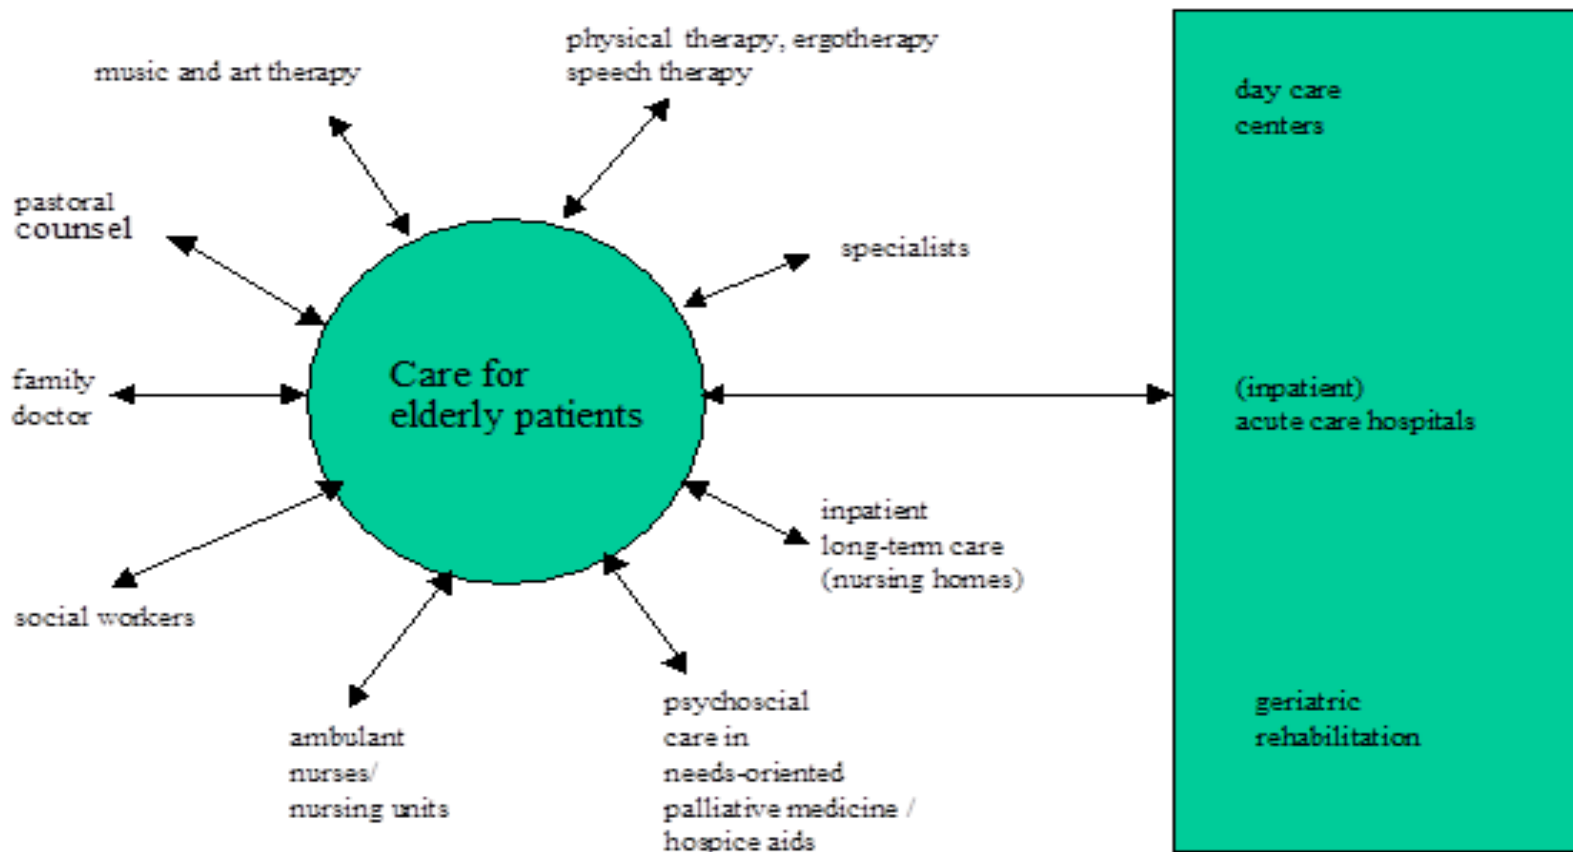 music and art therapy
physical therapy, ergotherapy
speech therapy
day care
centers
pastoral
counsel
specialists
family
doctor
Care for
elderly patients
(inpatient)
acute care hospitals
inpatient
long-term care
(nursing homes)
social workers
ambulant
nurses/
nursing units
psychoscial
care in
needs-oriented
palliative medicine /
hospice aids
geriatric
rehabilitation